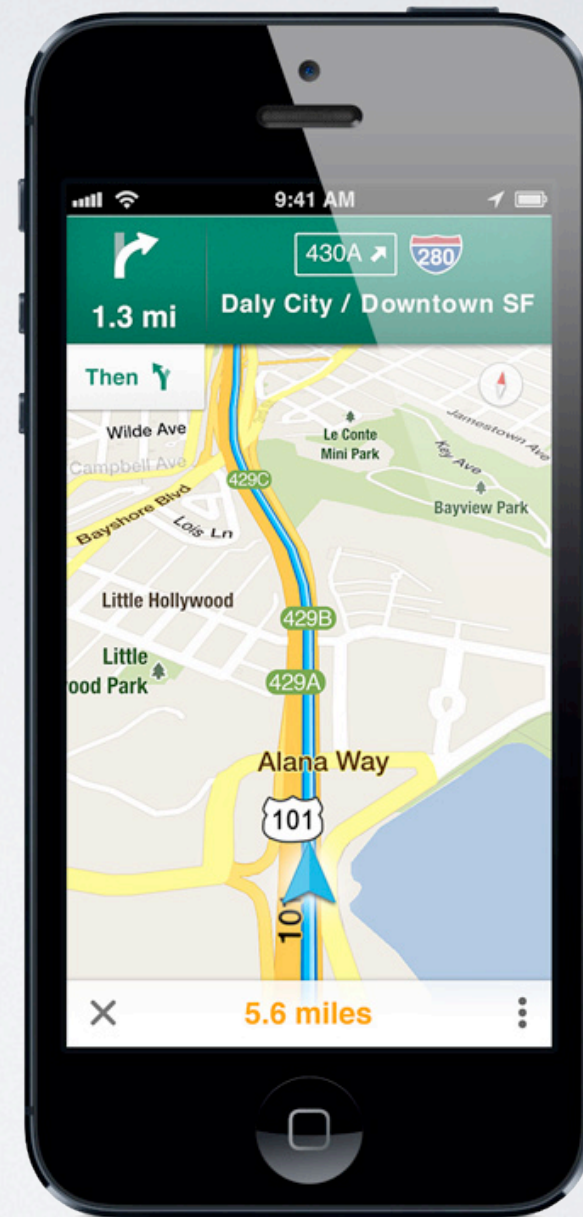 9:41 AM
430A
280
1.3 mi
Daly City / Downtown SF
Then
Wilde Ave
Campbell Ave
Le Conte
Mini Park
Jamestown Ave
Key Ave
429C
Bayview Park
Bayshore Blvd
Lois Ln
Little Hollywood
429B
Little
ood Park
429A
Alana Way
101
101
5.6 miles